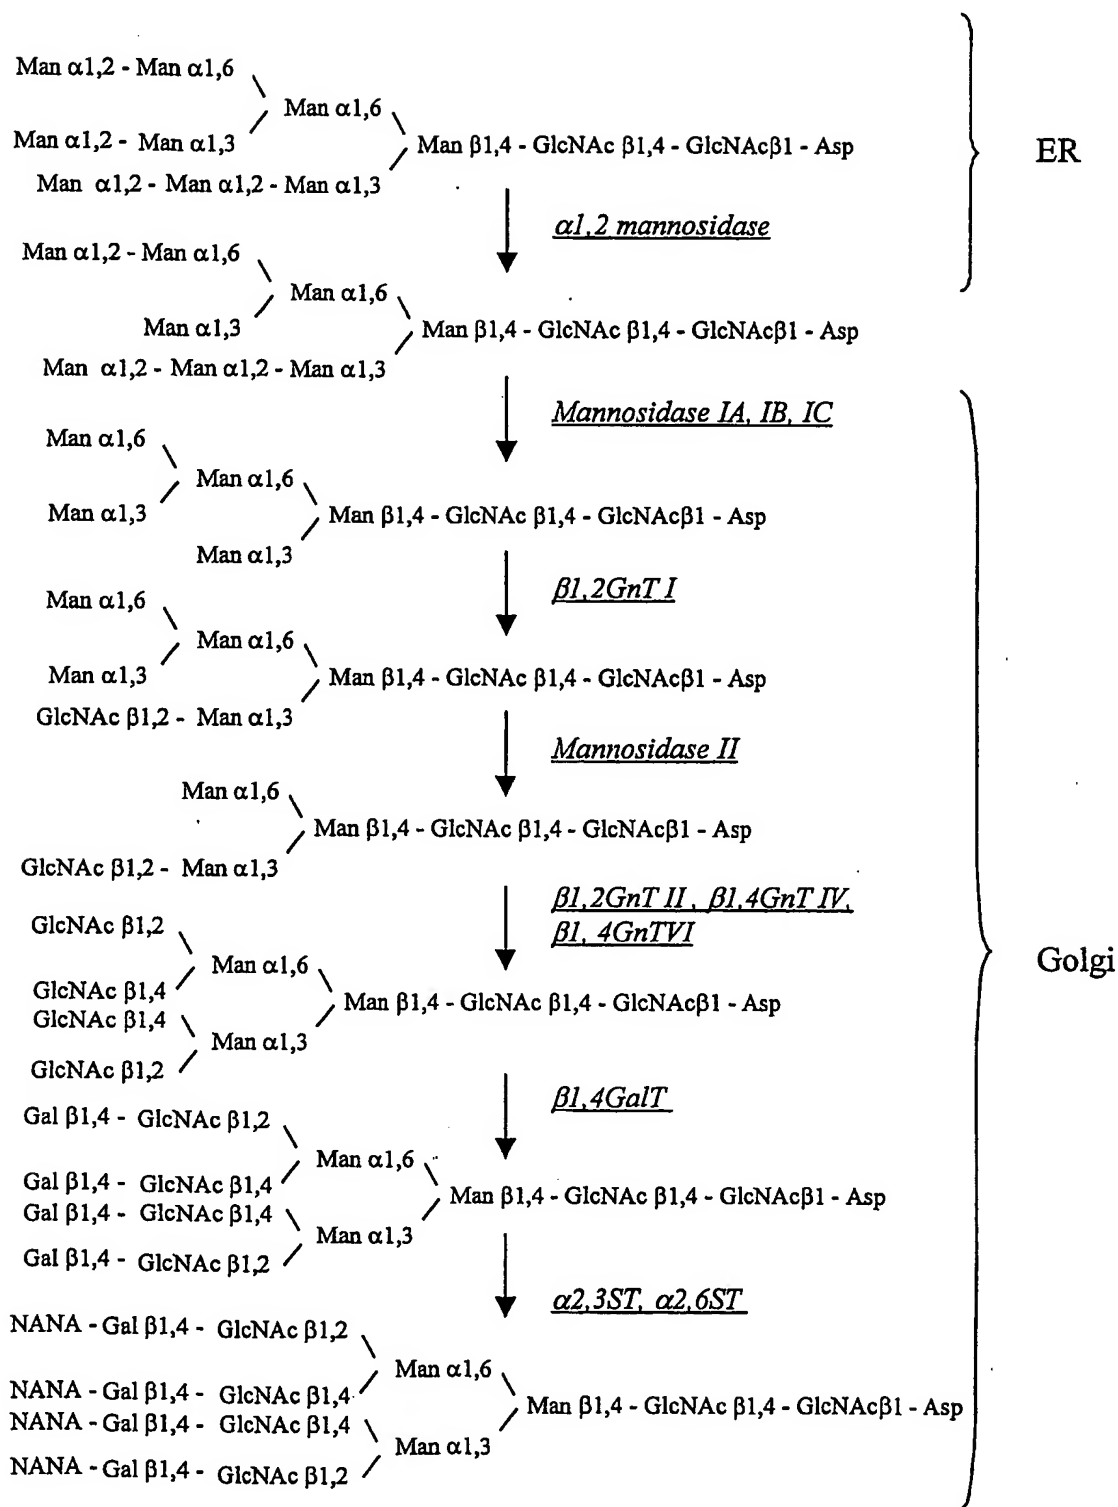 Man α1,2 - Man α1,6
Man α1,6
Man α1,2 - Man α1,3
Man β1,4 - GlcNAc β1,4 - GlcNAcβ1 - Asp
Man α1,2 - Man α1,2 - Man α1,3
ER
α1,2 mannosidase
Man α1,2 - Man α1,6
Man α1,6
Man α1,3
Man β1,4 - GlcNAc β1,4 - GlcNAcβ1 - Asp
Man α1,2 - Man α1,2 - Man α1,3
Mannosidase IA, IB, IC
Man α1,6
Man α1,6
Man α1,3
Man β1,4 - GlcNAc β1,4 - GlcNAcβ1 - Asp
Man α1,3
β1,2GnT I
Man α1,6
Man α1,6
Man α1,3
Man β1,4 - GlcNAc β1,4 - GlcNAcβ1 - Asp
GlcNAc β1,2 - Man α1,3
Mannosidase II
Man α1,6
Man β1,4 - GlcNAc β1,4 - GlcNAcβ1 - Asp
GlcNAc β1,2 - Man α1,3
β1,2GnT II, β1,4GnT IV,
β1, 4GnTVI
GlcNAc β1,2
Man α1,6
GlcNAc β1,4
Man β1,4 - GlcNAc β1,4 - GlcNAcβ1 - Asp
GlcNAc β1,4
Man α1,3
GlcNAc β1,2
Golgi
β1,4GalT
Gal β1,4 - GlcNAc β1,2
Man α1,6
Gal β1,4 - GlcNAc β1,4
Man β1,4 - GlcNAc β1,4 - GlcNAcβ1 - Asp
Gal β1,4 - GlcNAc β1,4
Man α1,3
Gal β1,4 - GlcNAc β1,2
α2,3ST, α2,6ST
NANA - Gal β1,4 - GlcNAc β1,2
Man α1,6
NANA - Gal β1,4 - GlcNAc β1,4
Man β1,4 - GlcNAc β1,4 - GlcNAcβ1 - Asp
NANA - Gal β1,4 - GlcNAc β1,4
Man α1,3
NANA - Gal β1,4 - GlcNAc β1,2